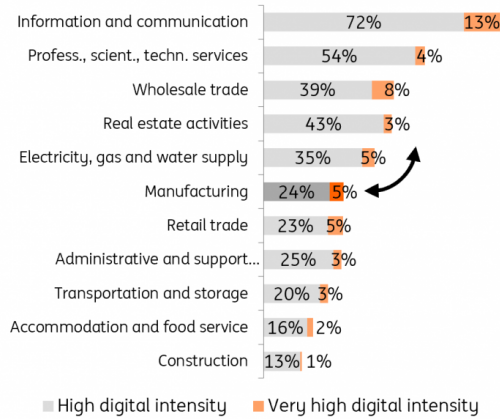 Information and communication 72% 13%
Profess., scient., techn. services 54% 4%
Wholesale trade 39% 8%
Real estate activities 43% 3%
Electricity, gas and water supply 35% 5%
Manufacturing 24% 5%
Retail trade 23% 5%
Administrative and support... 25% 3%
Transportation and storage 20% 3%
Accommodation and food service 16% 2%
Construction 13% 1%
High digital intensity Very high digital intensity